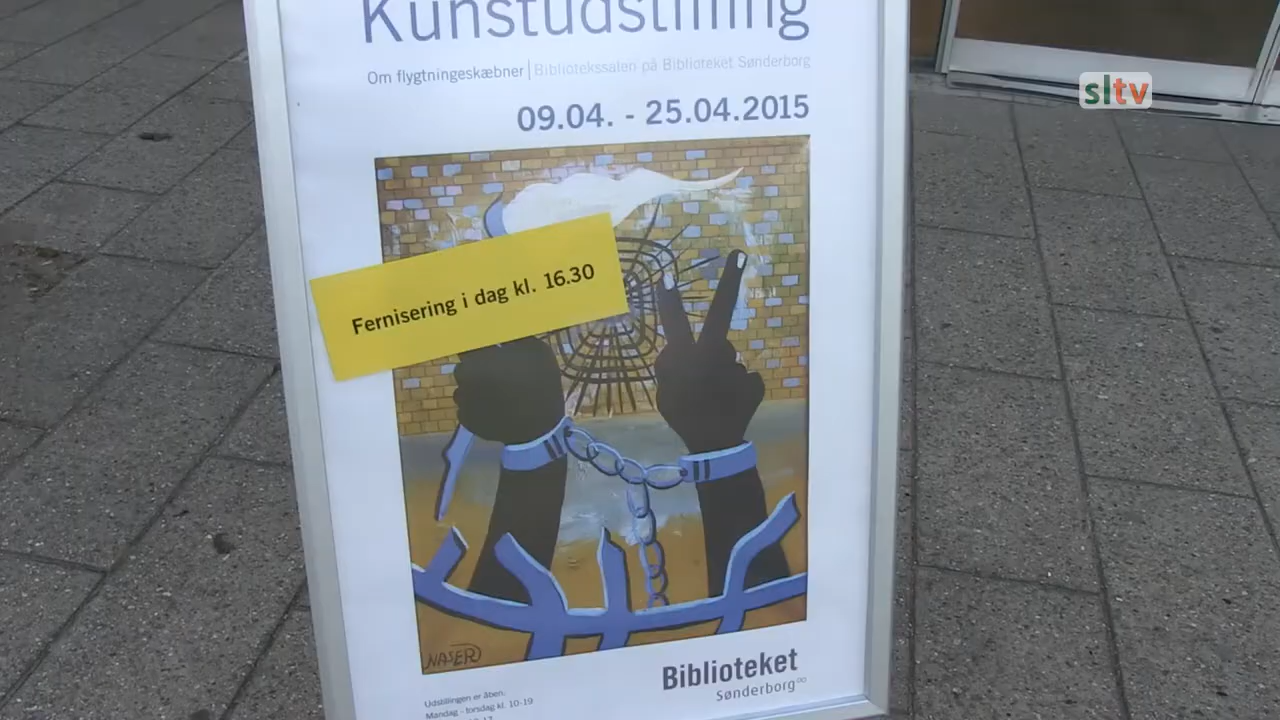 Kunstudstilling
Om flygtningeskæbner | Bibliotekssalen på Biblioteket Sønderborg
09.04. - 25.04.2015
sltv
Fernisering i dag kl. 16.30
NASER
Biblioteket
Sønderborg
Udstillingen er åben:
Mandag - torsdag kl. 10-19